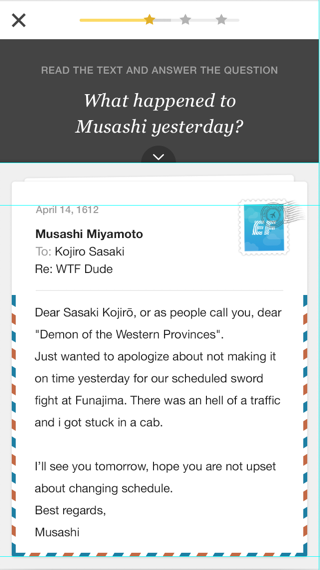 READ THE TEXT AND ANSWER THE QUESTION
What happened to
Musashi yesterday?
April 14, 1612
Musashi Miyamoto
To: Kojiro Sasaki
Re: WTF Dude
Dear Sasaki Kojirō, or as people call you, dear
"Demon of the Western Provinces".
Just wanted to apologize about not making it
on time yesterday for our scheduled sword
fight at Funajima. There was an hell of a traffic
and i got stuck in a cab.
I'll see you tomorrow, hope you are not upset
about changing schedule.
Best regards,
Musashi